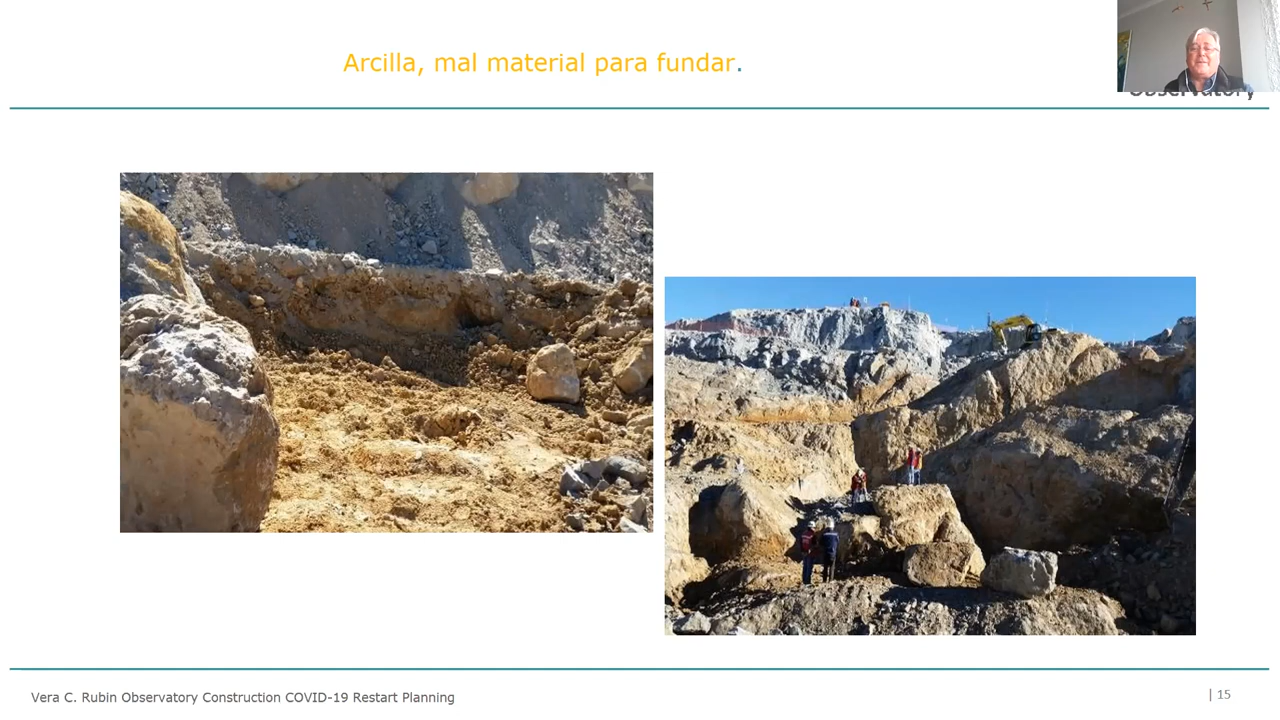 Arcilla, mal material para fundar.
Observatory
Vera C. Rubin Observatory Construction COVID-19 Restart Planning
| 15